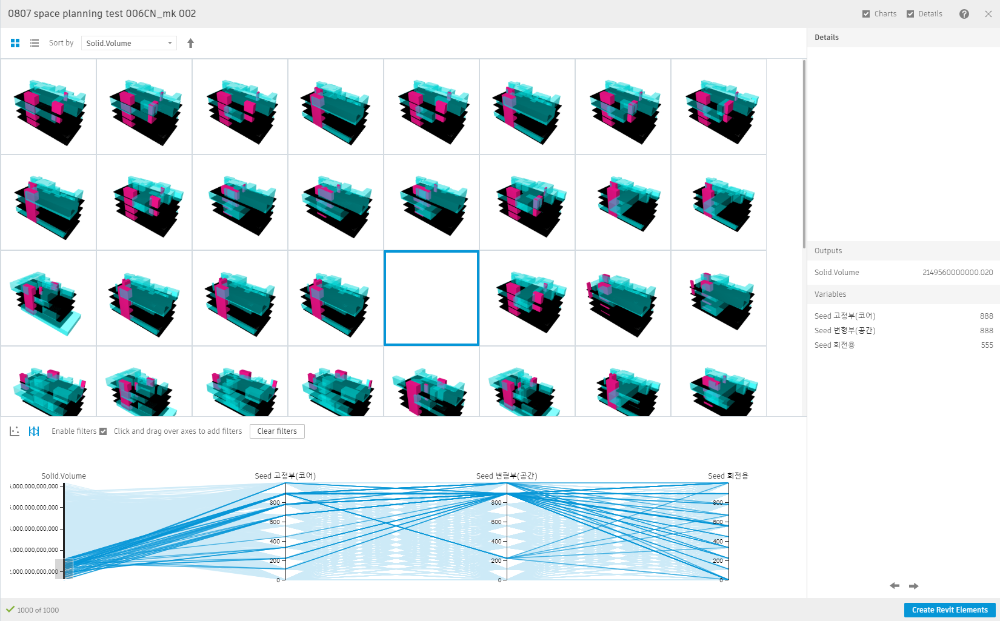 0807 space planning test 006CN_mk 002
Charts
Details
Sort by
Solid.Volume
Details
Outputs
Solid.Volume 2149560000000.020
Variables
Seed 고정부(코어) 888
Seed 변형부(공간) 888
Seed 회전용 555
Enable filters
Click and drag over axes to add filters
Clear filters
Solid.Volume
Seed 고정부(코어)
Seed 변형부(공간)
Seed 회전용
,000,000,000,000
,000,000,000,000
,000,000,000,000
3,000,000,000,000
2,000,000,000,000
800
600
400
200
0
800
600
400
200
0
800
600
400
200
0
1000 of 1000
Create Revit Elements